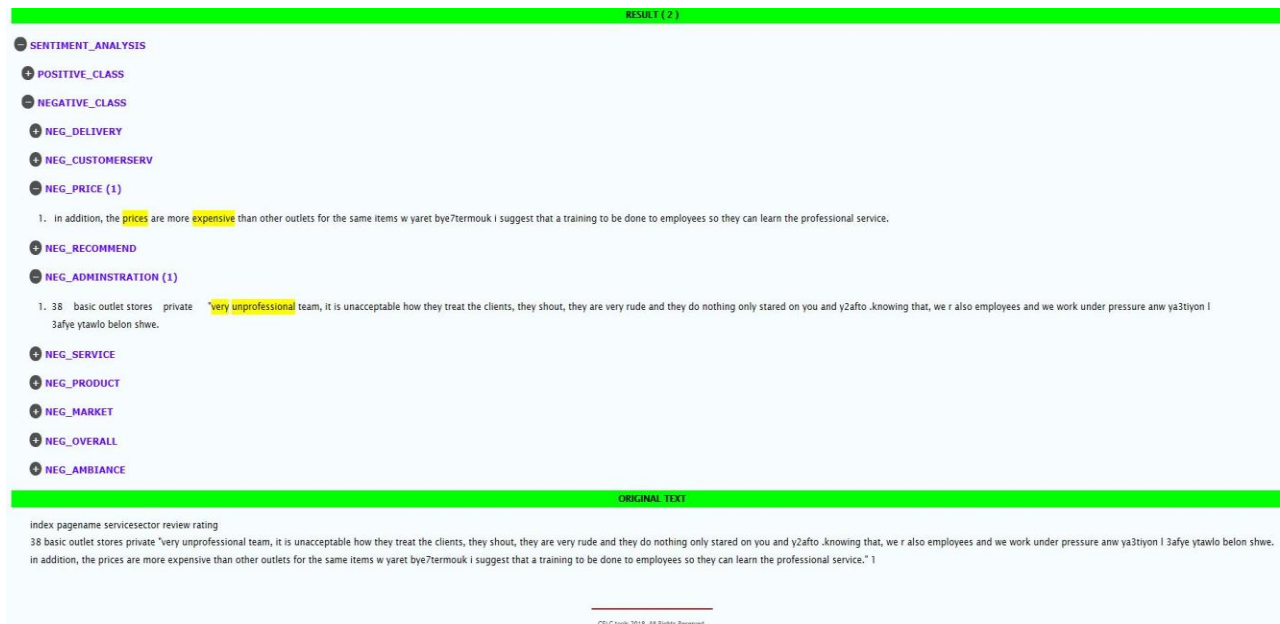 RESULT ( 2 )
SENTIMENT_ANALYSIS
POSITIVE_CLASS
NEGATIVE_CLASS
NEG_DELIVERY
NEG_CUSTOMERSERV
NEG_PRICE (1)
1. in addition, the prices are more expensive than other outlets for the same items w yaret bye7termouk i suggest that a training to be done to employees so they can learn the professional service.
NEG_RECOMMEND
NEG_ADMINSTRATION (1)
1. 38 basic outlet stores private "very unprofessional team, it is unacceptable how they treat the clients, they shout, they are very rude and they do nothing only stared on you and y2afto .knowing that, we r also employees and we work under pressure anw ya3tiyon l
3afye ytawlo belon shwe.
NEG_SERVICE
NEG_PRODUCT
NEG_MARKET
NEG_OVERALL
NEG_AMBIANCE
ORIGINAL TEXT
index pagename servicesector review rating
38 basic outlet stores private "very unprofessional team, it is unacceptable how they treat the clients, they shout, they are very rude and they do nothing only stared on you and y2afto .knowing that, we r also employees and we work under pressure anw ya3tiyon l 3afye ytawlo belon shwe.
in addition, the prices are more expensive than other outlets for the same items w yaret bye7termouk i suggest that a training to be done to employees so they can learn the professional service." 1
tools 2018. All Rights Reserved